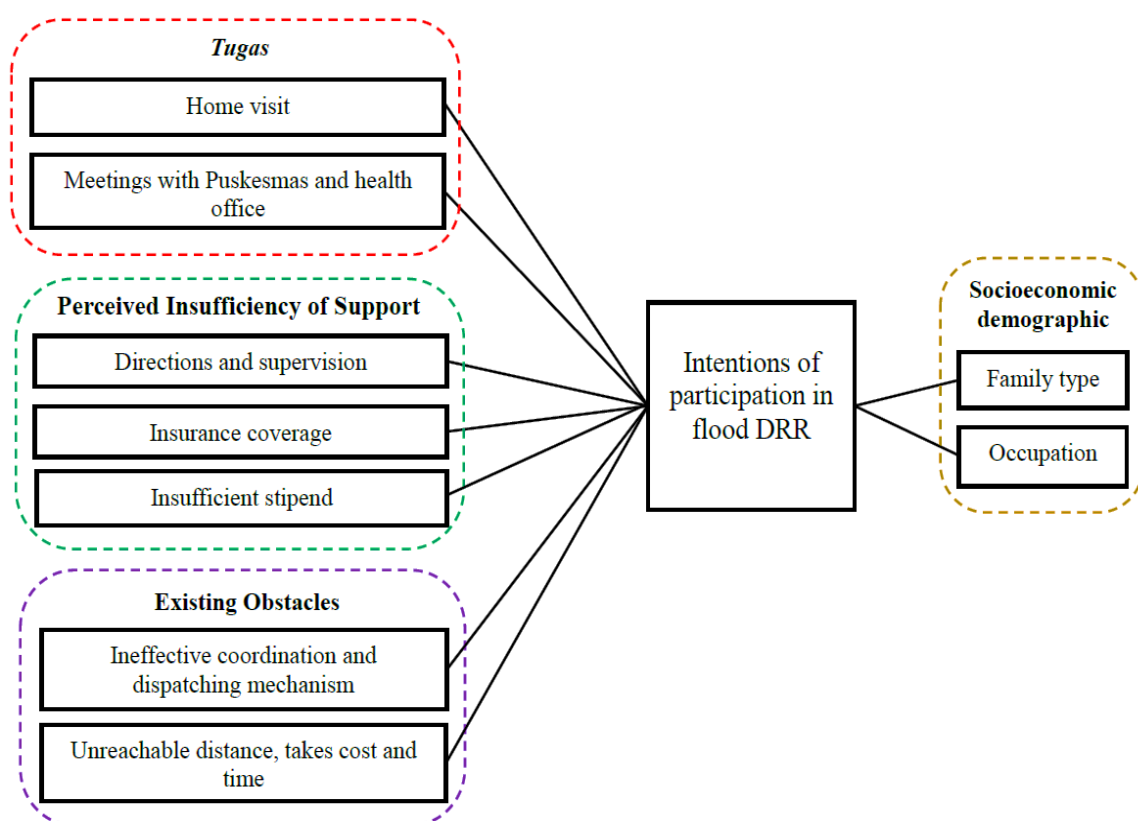 Tugas
Home visit
Meetings with Puskesmas and health
office
Perceived Insufficiency of Support
Directions and supervision
Insurance coverage
Insufficient stipend
Existing Obstacles
Ineffective coordination and
dispatching mechanism
Unreachable distance, takes cost and
time
Intentions of
participation in
flood DRR
Socioeconomic
demographic
Family type
Occupation